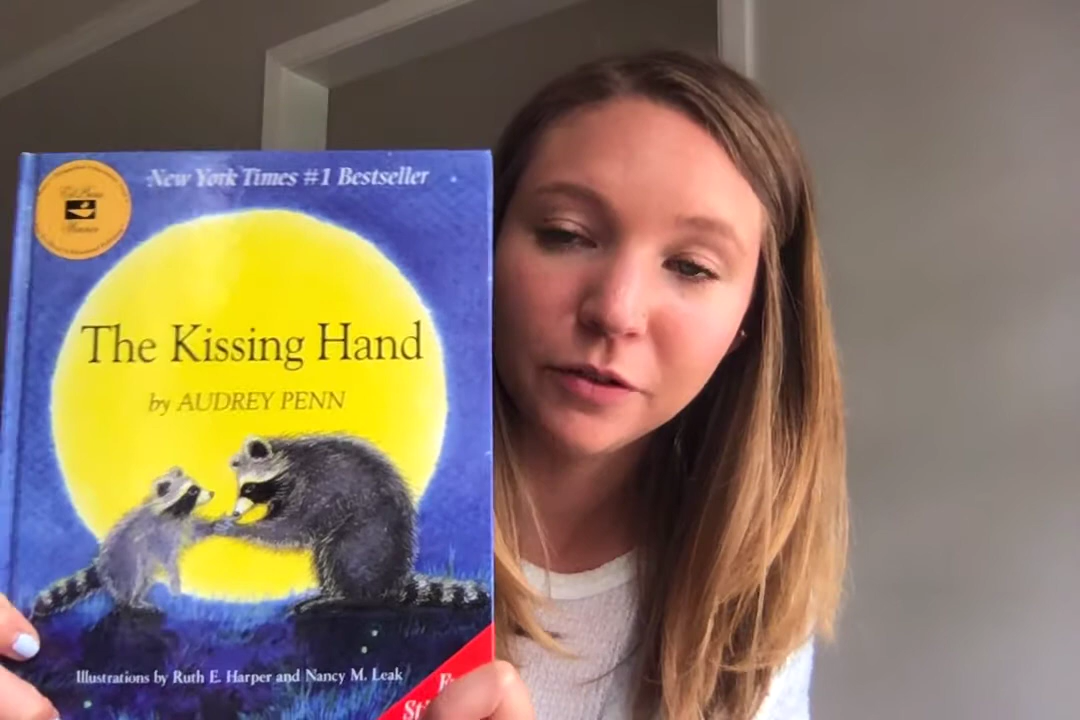 New York Times #1 Bestseller
The Kissing Hand
by AUDREY PENN
Illustrations by Ruth E. Harper and Nancy M. Leak